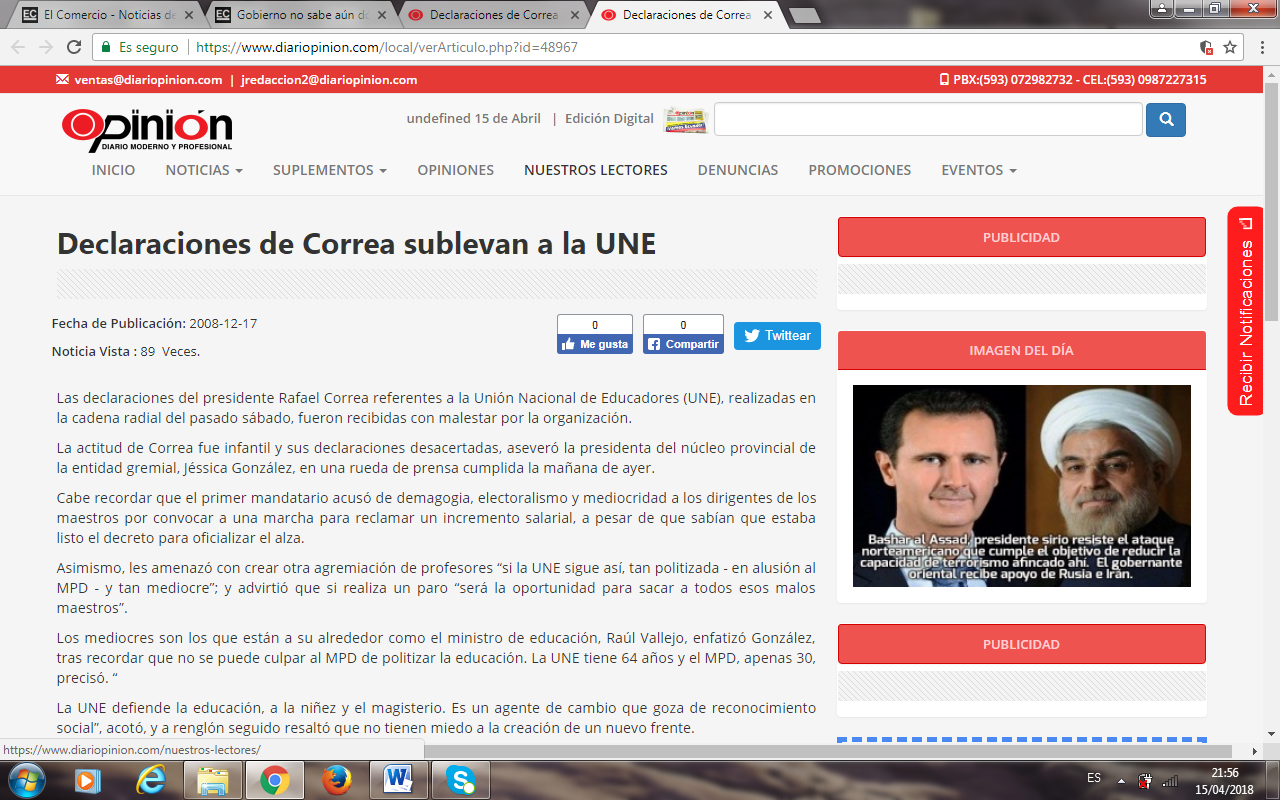 El Comercio - Noticias de
Gobierno no sabe aún do
Declaraciones de Correa
Declaraciones de Correa
Es seguro | https://www.diariopinion.com/local/verArticulo.php?id=48967
ventas@diariopinion.com | jredaccion2@diariopinion.com
PBX:(593) 072982732 - CEL:(593) 0987227315
Opinión
DIARIO MODERNO Y PROFESIONAL
undefined 15 de Abril | Edición Digital
INICIO NOTICIAS SUPLEMENTOS OPINIONES NUESTROS LECTORES DENUNCIAS PROMOCIONES EVENTOS
Declaraciones de Correa sublevan a la UNE
Fecha de Publicación: 2008-12-17
Noticia Vista : 89 Veces.
0
Me gusta
0
Compartir
Twittear
Las declaraciones del presidente Rafael Correa referentes a la Unión Nacional de Educadores (UNE), realizadas en
la cadena radial del pasado sábado, fueron recibidas con malestar por la organización.
La actitud de Correa fue infantil y sus declaraciones desacertadas, aseveró la presidenta del núcleo provincial de
la entidad gremial, Jéssica González, en una rueda de prensa cumplida la mañana de ayer.
Cabe recordar que el primer mandatario acusó de demagogia, electoralismo y mediocridad a los dirigentes de los
maestros por convocar a una marcha para reclamar un incremento salarial, a pesar de que sabían que estaba
listo el decreto para oficializar el alza.
Asimismo, les amenazó con crear otra agremiación de profesores “si la UNE sigue así, tan politizada - en alusión al
MPD - y tan mediocre”; y advirtió que si realiza un paro “será la oportunidad para sacar a todos esos malos
maestros”.
Los mediocres son los que están a su alrededor como el ministro de educación, Raúl Vallejo, enfatizó González,
tras recordar que no se puede culpar al MPD de politizar la educación. La UNE tiene 64 años y el MPD, apenas 30,
precisó. “
La UNE defiende la educación, a la niñez y el magisterio. Es un agente de cambio que goza de reconocimiento
social”, acotó, y a renglón seguido resaltó que no tienen miedo a la creación de un nuevo frente.
PUBLICIDAD
IMAGEN DEL DÍA
Bashar al Assad, presidente sirio resiste el ataque
norteamericano que cumple el objetivo de reducir la
capacidad de terrorismo afincado ahí. El gobernante
oriental recibe apoyo de Rusia e Irán.
PUBLICIDAD
Recibir Notificaciones
https://www.diariopinion.com/nuestros-lectores/
ES
21:56
15/04/2018